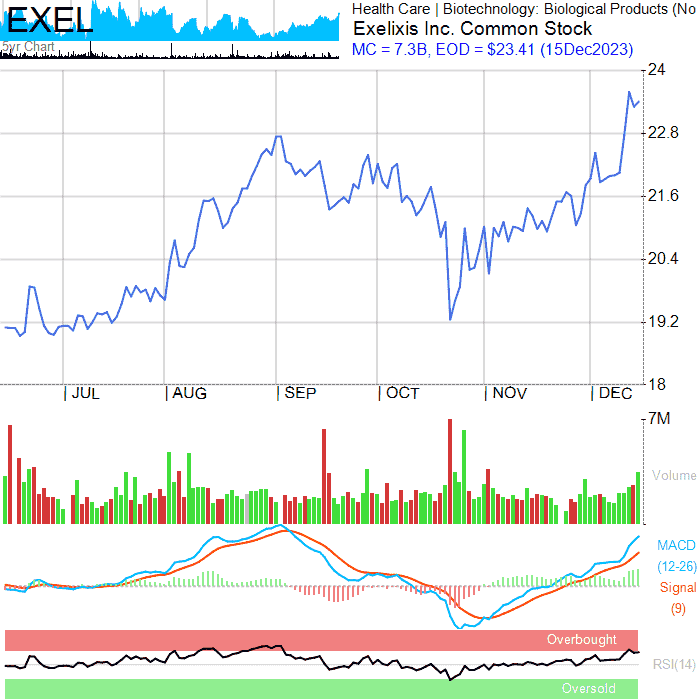 EXEL
5yr Chart
Health Care | Biotechnology: Biological Products (No
Exelixis Inc. Common Stock
MC = 7.3B, EOD = $23.41 (15Dec2023)
24
22.8
21.6
20.4
19.2
18
| JUL | AUG | SEP | OCT | NOV | DEC
7M
Volume
MACD
(12-26)
Signal
(9)
Overbought
RSI(14)
Oversold